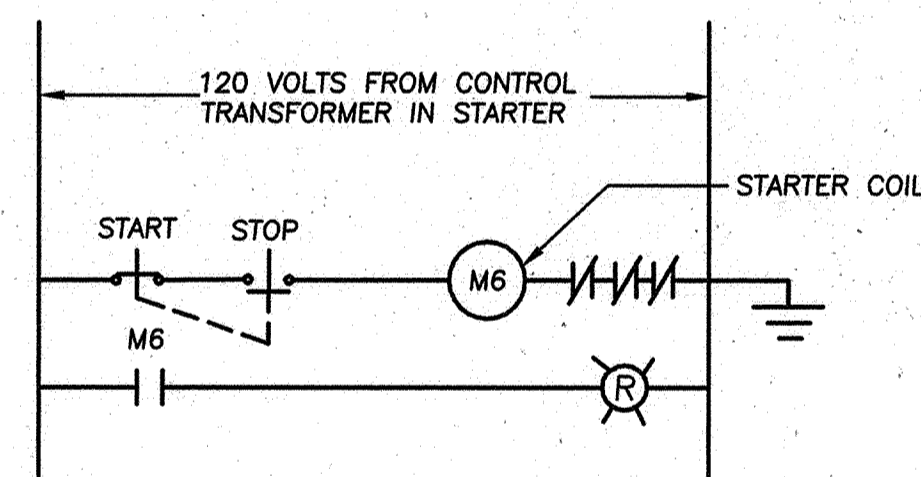 120 VOLTS FROM CONTROL
TRANSFORMER IN STARTER
STARTER COIL
START STOP
M6
M6
R